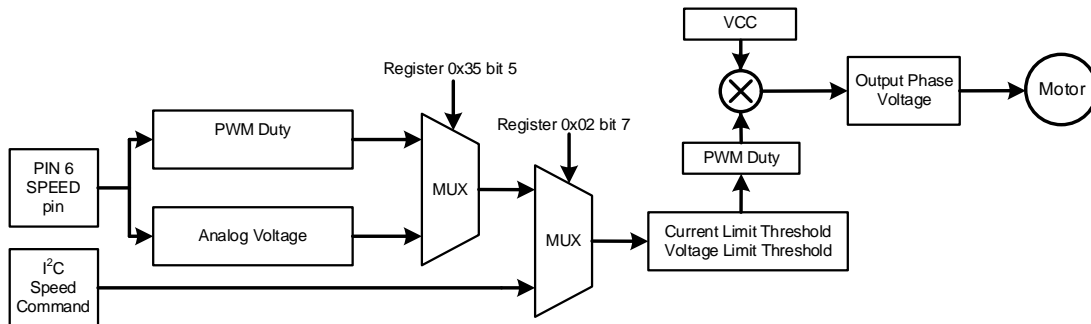 VCC
Register 0x35 bit 5
Output Phase
Voltage
Motor
PWM Duty
Register 0x02 bit 7
PIN 6
SPEED
pin
PWM Duty
MUX
Analog Voltage
MUX
Current Limit Threshold
Voltage Limit Threshold
I²C
Speed
Command